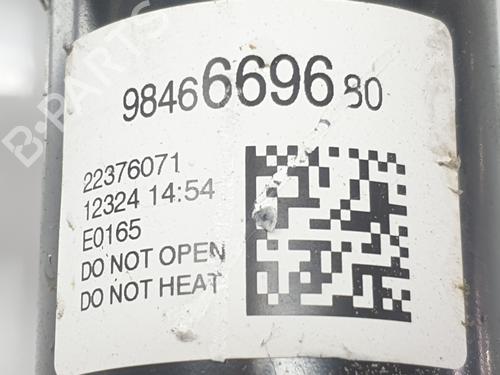 9846669680
22376071
12324 14:54
E0165
DO NOT OPEN
DO NOT HEAT
B-PARTS